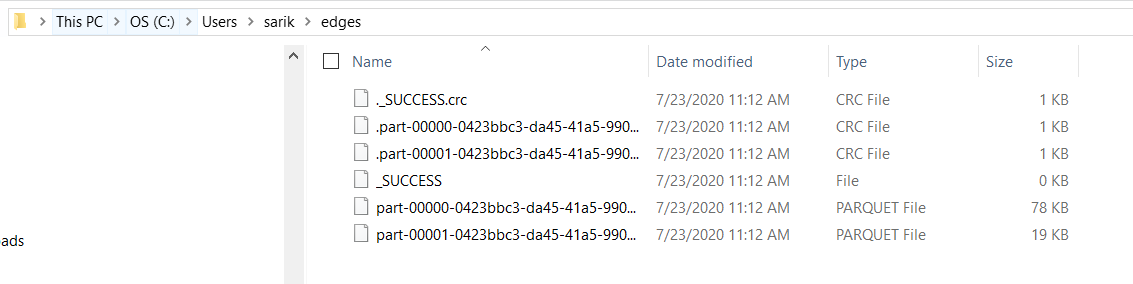 This PC > OS (C:) > Users > sarik > edges
Name Date modified Type Size
._SUCCESS.crc 7/23/2020 11:12 AM CRC File 1 KB
.part-00000-0423bbc3-da45-41a5-990... 7/23/2020 11:12 AM CRC File 1 KB
.part-00001-0423bbc3-da45-41a5-990... 7/23/2020 11:12 AM CRC File 1 KB
_SUCCESS 7/23/2020 11:12 AM File 0 KB
part-00000-0423bbc3-da45-41a5-990... 7/23/2020 11:12 AM PARQUET File 78 KB
part-00001-0423bbc3-da45-41a5-990... 7/23/2020 11:12 AM PARQUET File 19 KB
ads